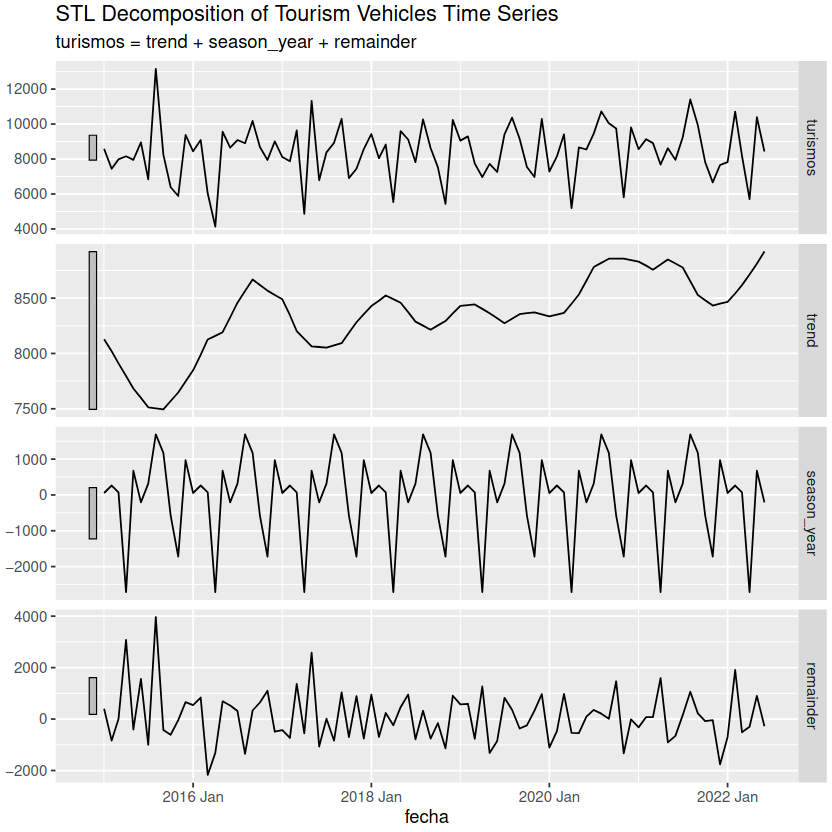 STL Decomposition of Tourism Vehicles Time Series
turismos = trend + season_year + remainder
12000
10000
8000
6000
4000
turismos
8500
8000
7500
trend
1000
0
−1000
−2000
season_year
4000
2000
0
−2000
remainder
2016 Jan
2018 Jan
2020 Jan
2022 Jan
fecha